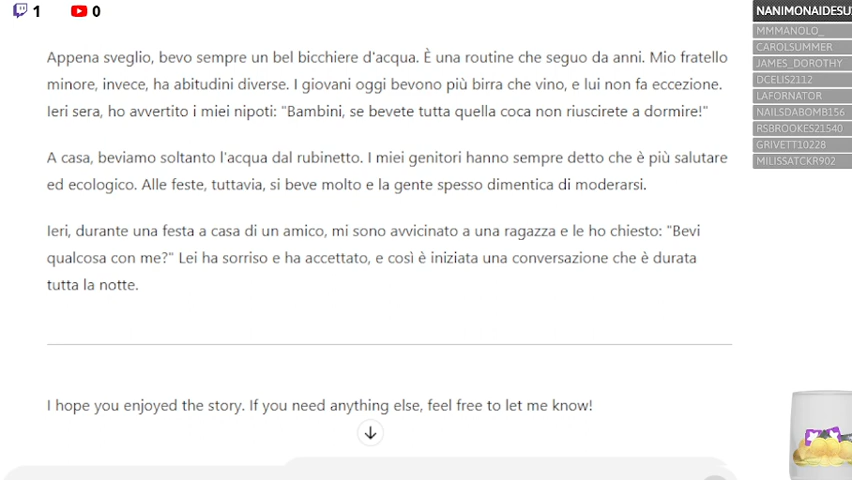 1
0
NANIMONAIDESU
MMMANOLO_
CAROLSUMMER
JAMES_DOROTHY
DCELIS2112
LAFORNATOR
NAILSDABOMB156
RSBROOKES21540
GRIVETT10228
MILISSATCKR902
Appena sveglio, bevo sempre un bel bicchiere d'acqua. È una routine che seguo da anni. Mio fratello
minore, invece, ha abitudini diverse. I giovani oggi bevono più birra che vino, e lui non fa eccezione.
Ieri sera, ho avvertito i miei nipoti: "Bambini, se bevete tutta quella coca non riuscirete a dormire!"
A casa, beviamo soltanto l'acqua dal rubinetto. I miei genitori hanno sempre detto che è più salutare
ed ecologico. Alle feste, tuttavia, si beve molto e la gente spesso dimentica di moderarsi.
Ieri, durante una festa a casa di un amico, mi sono avvicinato a una ragazza e le ho chiesto: "Bevi
qualcosa con me?" Lei ha sorriso e ha accettato, e così è iniziata una conversazione che è durata
tutta la notte.
I hope you enjoyed the story. If you need anything else, feel free to let me know!